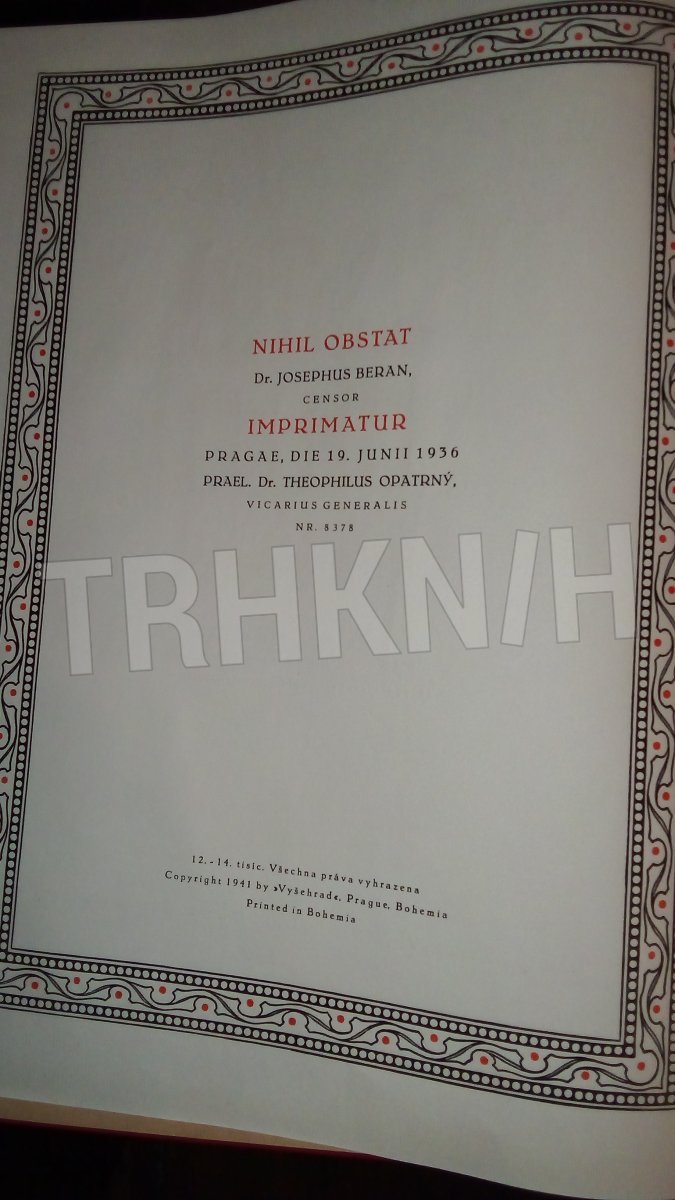 NIHIL OBSTAT
Dr. JOSEPHUS BERAN,
CENSOR
IMPRIMATUR
PRAGAE, DIE 19. JUNII 1936
PRAEL. Dr. THEOPHILUS OPATRNÝ,
VICARIUS GENERALIS
NR. 8378
TRHKNIH
12.-14. tisíc. Všechna práva vyhrazena
Copyright 1941 by »Vyšehrad«, Prague, Bohemia
Printed in Bohemia